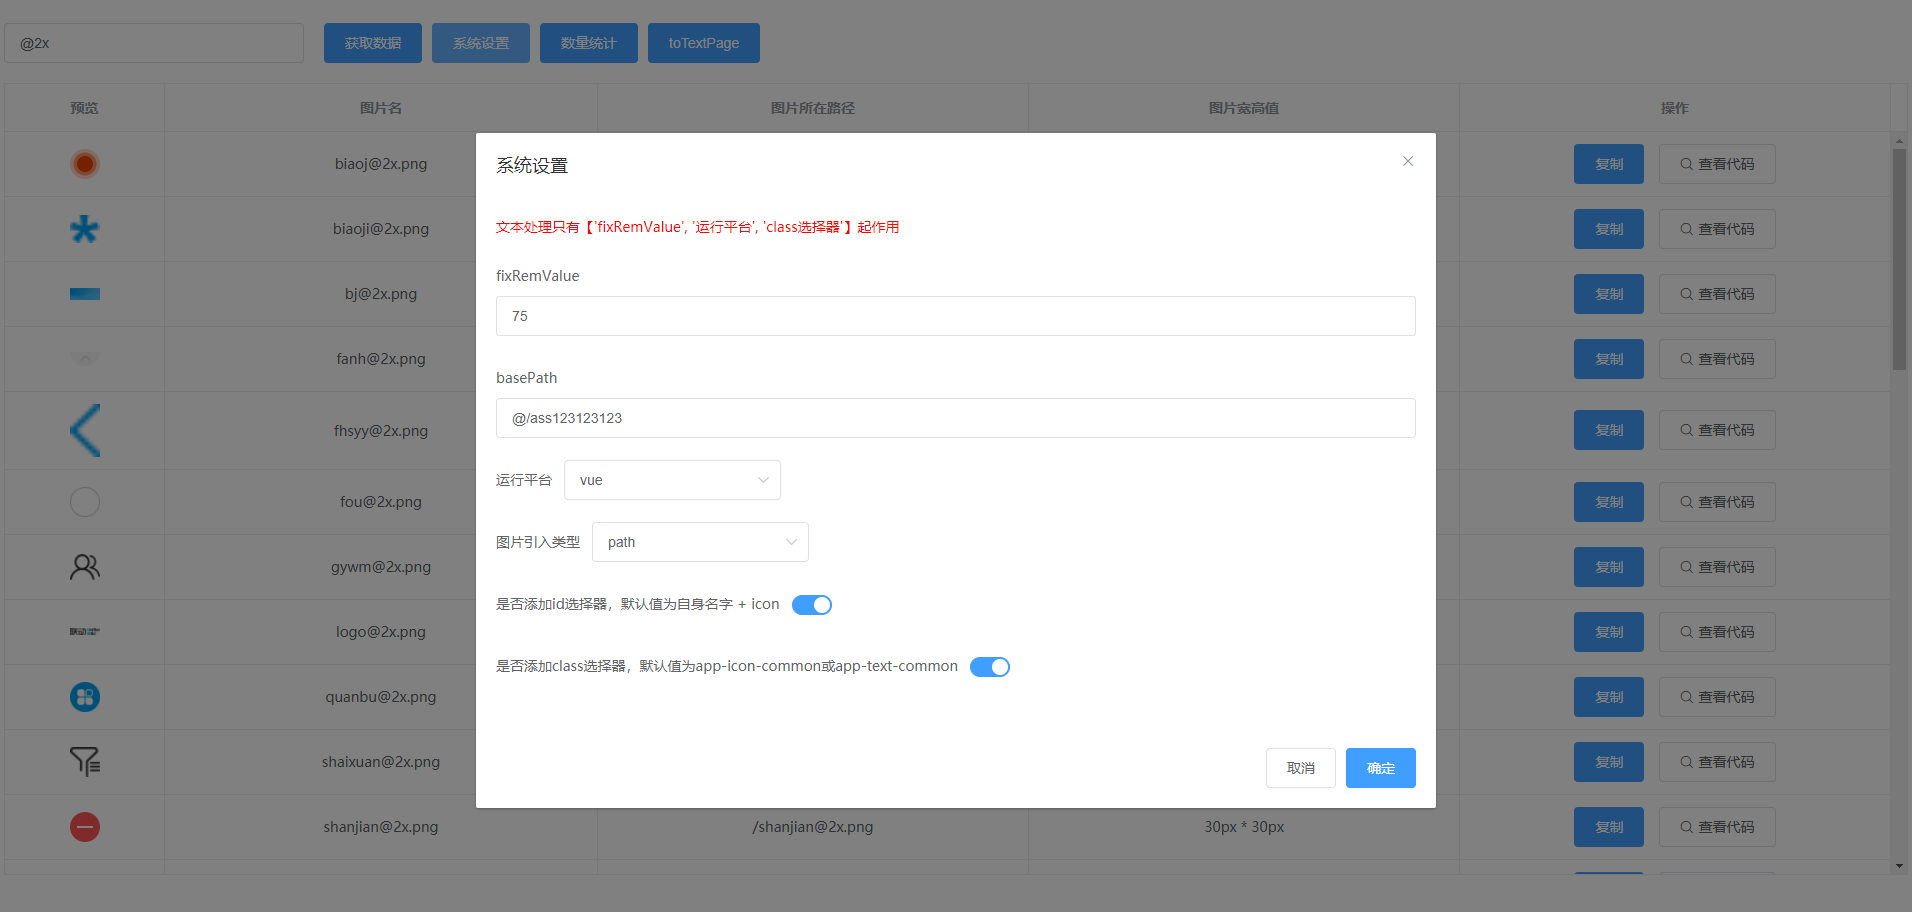 @2x
获取数据
系统设置
数量统计
toTextPage
预览
图片名
图片所在路径
图片宽高值
操作
biaoj@2x.png
复制
查看代码
biaoji@2x.png
复制
查看代码
bj@2x.png
复制
查看代码
fanh@2x.png
复制
查看代码
fhsyy@2x.png
复制
查看代码
fou@2x.png
复制
查看代码
gywm@2x.png
复制
查看代码
logo@2x.png
复制
查看代码
quanbu@2x.png
复制
查看代码
shaixuan@2x.png
复制
查看代码
shanjian@2x.png
/shanjian@2x.png
30px * 30px
复制
查看代码
系统设置
文本处理只有【'fixRemValue', '运行平台', 'class选择器'】起作用
fixRemValue
75
basePath
@/ass123123123
运行平台
vue
图片引入类型
path
是否添加id选择器，默认值为自身名字 + icon
是否添加class选择器，默认值为app-icon-common或app-text-common
取消
确定